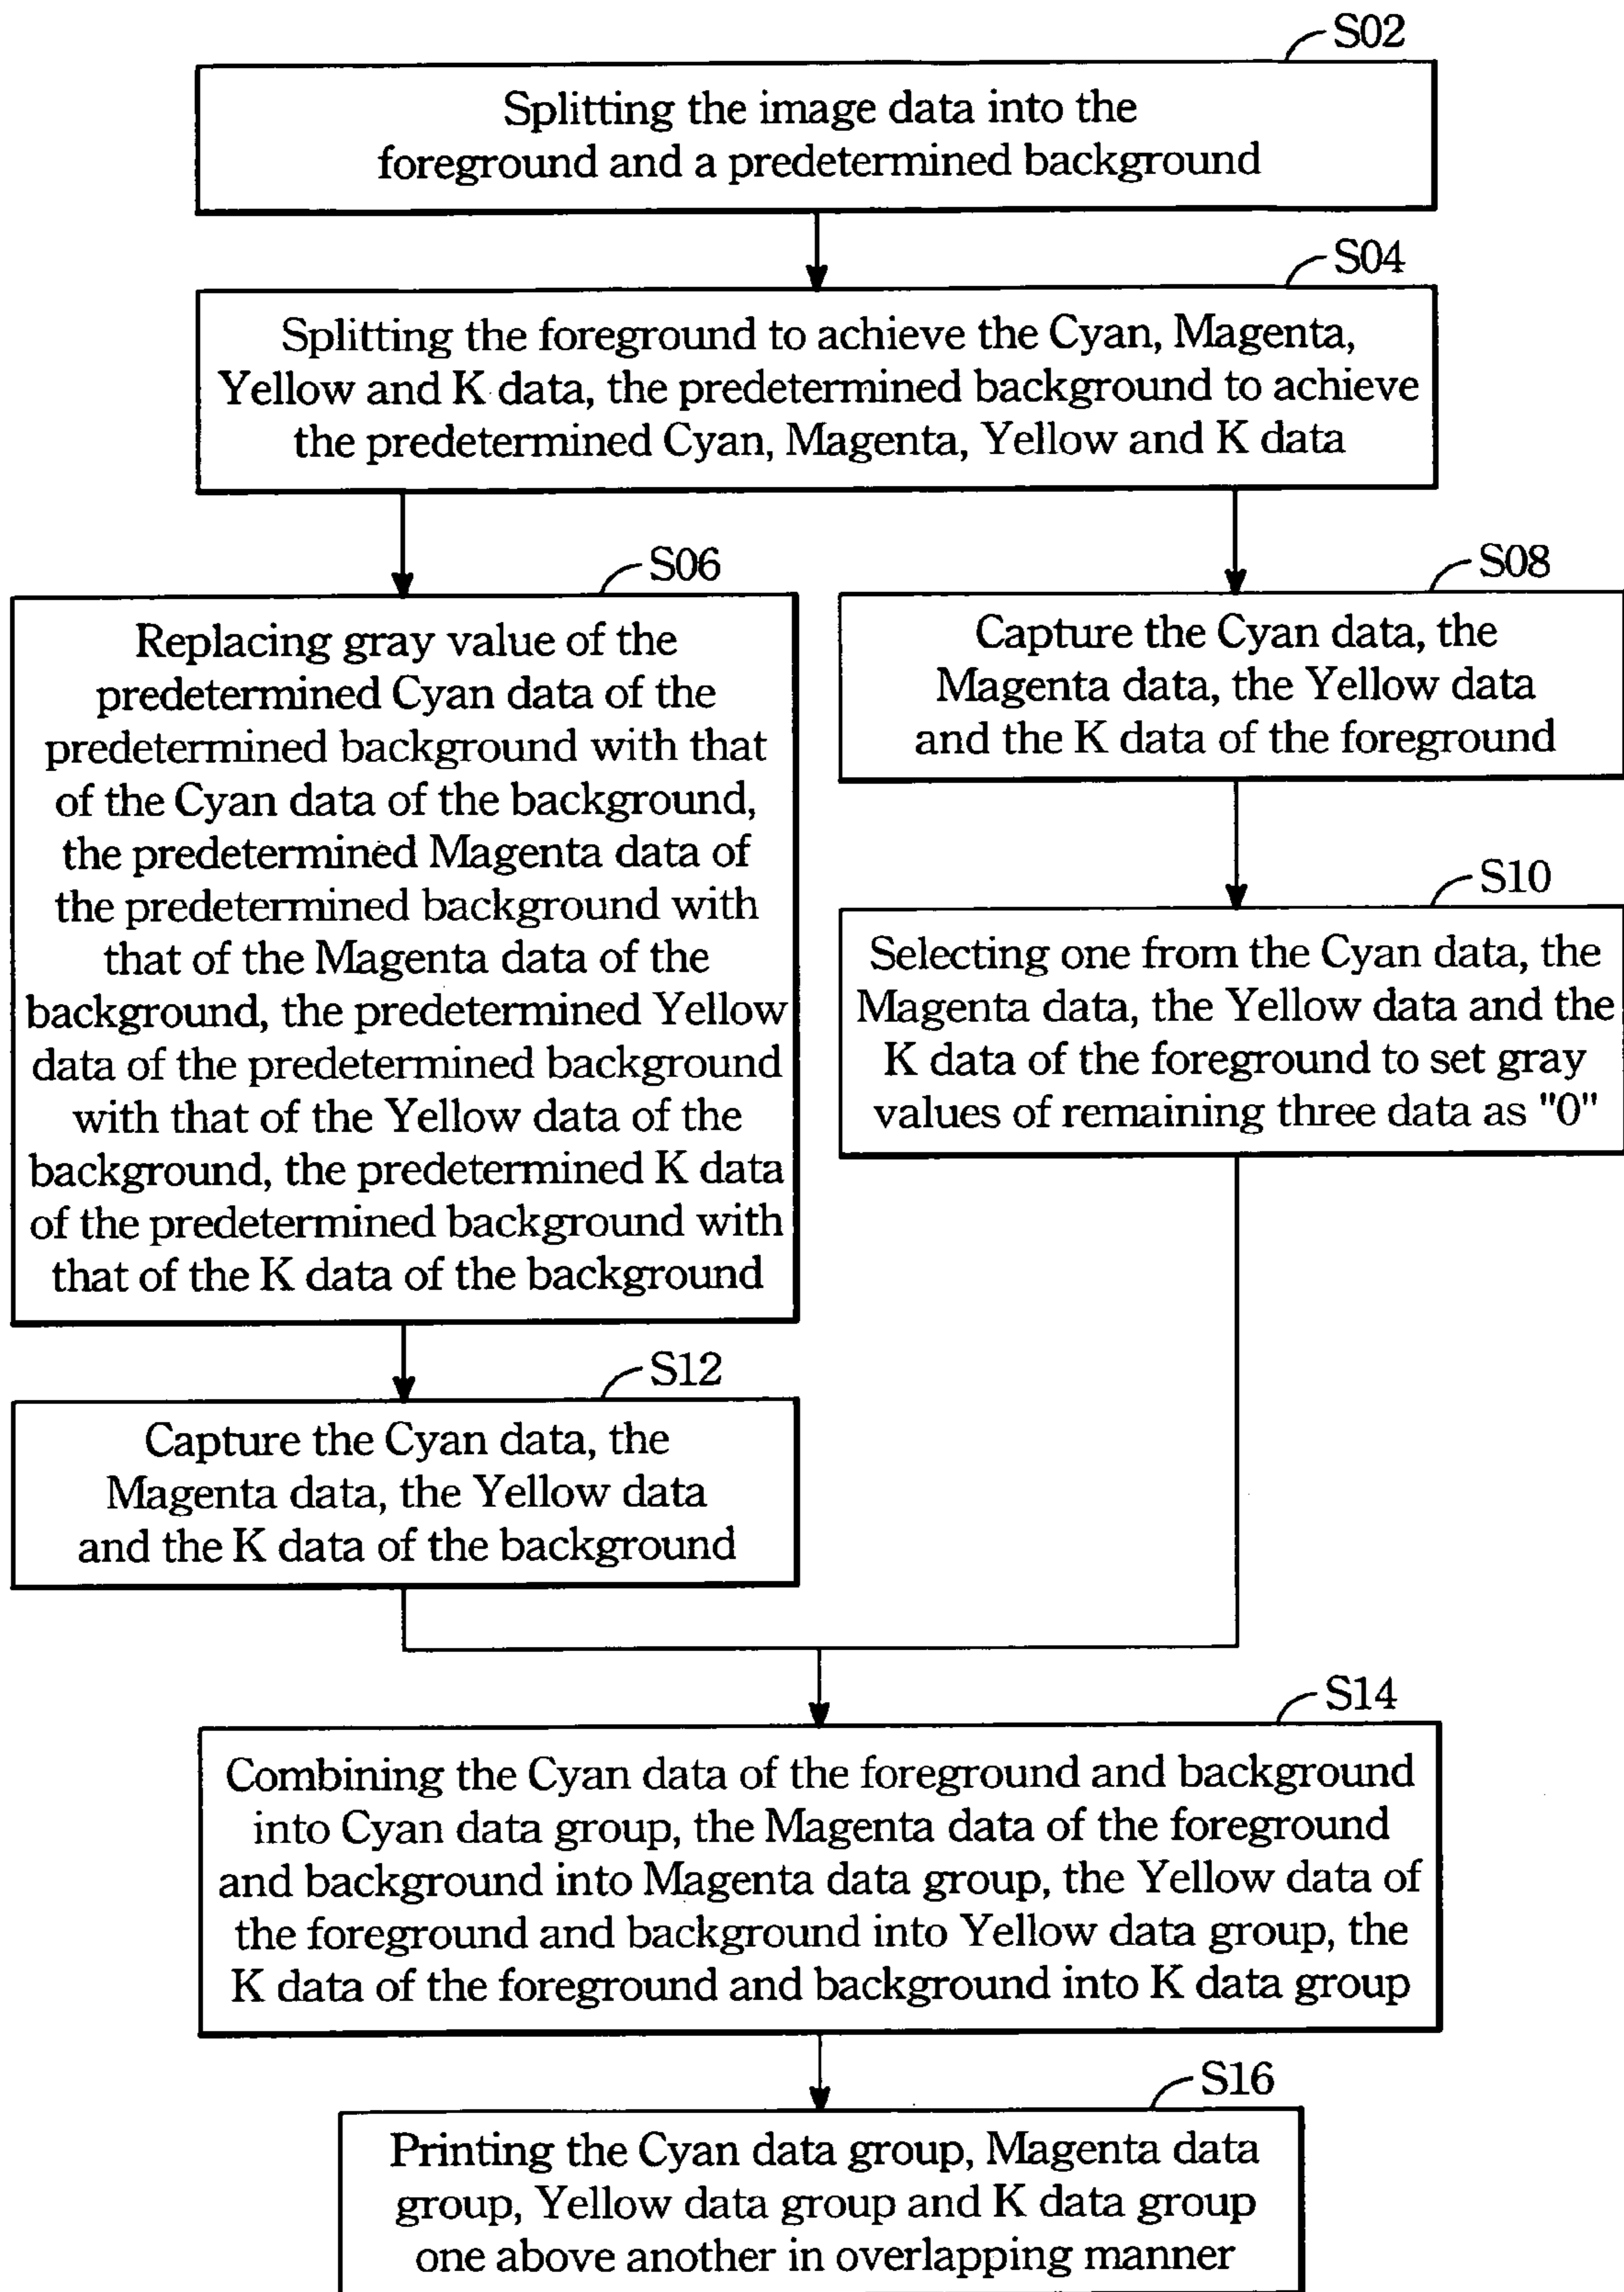 S02
Splitting the image data into the
foreground and a predetermined background
S04
Splitting the foreground to achieve the Cyan, Magenta,
Yellow and K data, the predetermined background to achieve
the predetermined Cyan, Magenta, Yellow and K data
S06
Replacing gray value of the
predetermined Cyan data of the
predetermined background with that
of the Cyan data of the background,
the predetermined Magenta data of
the predetermined background with
that of the Magenta data of the
background, the predetermined Yellow
data of the predetermined background
with that of the Yellow data of the
background, the predetermined K data
of the predetermined background with
that of the K data of the background
S08
Capture the Cyan data, the
Magenta data, the Yellow data
and the K data of the foreground
S10
Selecting one from the Cyan data, the
Magenta data, the Yellow data and the
K data of the foreground to set gray
values of remaining three data as "0"
S12
Capture the Cyan data, the
Magenta data, the Yellow data
and the K data of the background
S14
Combining the Cyan data of the foreground and background
into Cyan data group, the Magenta data of the foreground
and background into Magenta data group, the Yellow data of
the foreground and background into Yellow data group, the
K data of the foreground and background into K data group
S16
Printing the Cyan data group, Magenta data
group, Yellow data group and K data group
one above another in overlapping manner